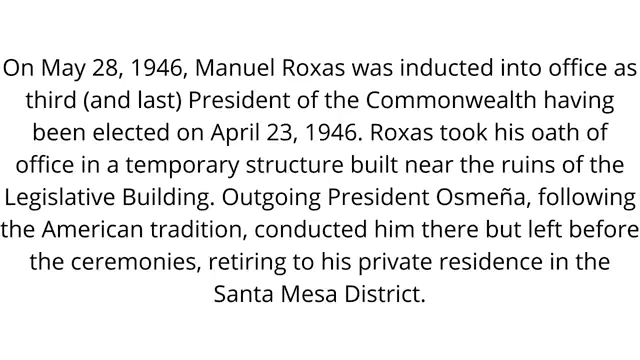 On May 28, 1946, Manuel Roxas was inducted into office as
third (and last) President of the Commonwealth having
been elected on April 23, 1946. Roxas took his oath of
office in a temporary structure built near the ruins of the
Legislative Building. Outgoing President Osmeña, following
the American tradition, conducted him there but left before
the ceremonies, retiring to his private residence in the
Santa Mesa District.